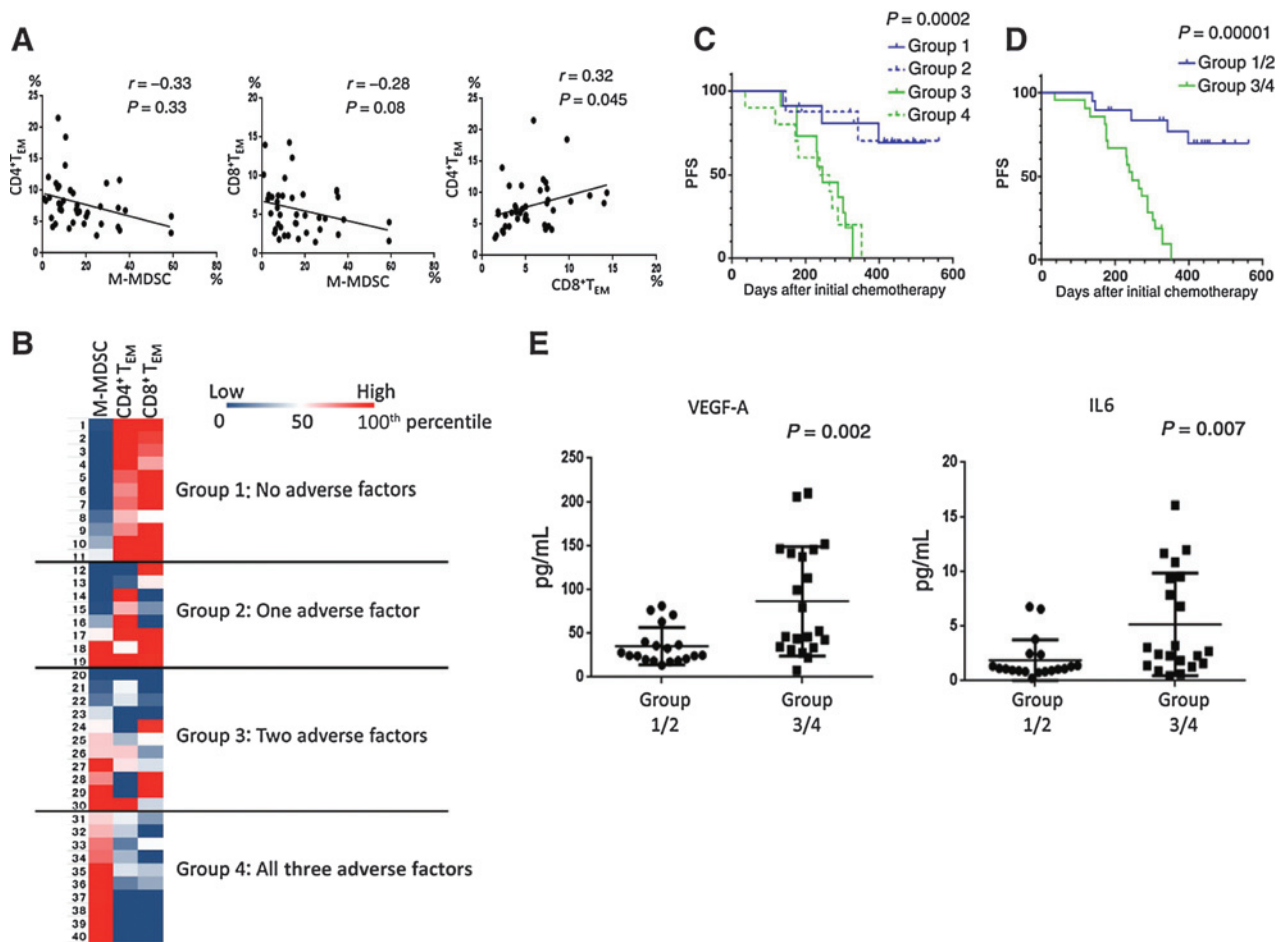 A
%
r = −0.33
P = 0.33
25
20
15
10
5
0
CD4+TEM
0 20 40 60 80
M-MDSC
%
%
r = −0.28
P = 0.08
20
15
10
5
0
CD8+TEM
0 20 40 60 80
M-MDSC
%
%
r = 0.32
P = 0.045
25
20
15
10
5
0
CD4+TEM
0 5 10 15 20
CD8+TEM
%
C
P = 0.0002
Group 1
Group 2
Group 3
Group 4
100
50
0
PFS
0 200 400 600
Days after initial chemotherapy
D
P = 0.00001
Group 1/2
Group 3/4
100
50
0
PFS
0 200 400 600
Days after initial chemotherapy
B
M-MDSC
CD4+TEM
CD8+TEM
Low High
0 50 100th percentile
1
2
3
4
5
6
7
8
9
10
11
Group 1: No adverse factors
12
13
14
15
16
17
18
19
Group 2: One adverse factor
20
21
22
23
24
25
26
27
28
29
30
Group 3: Two adverse factors
31
32
33
34
35
36
37
38
39
40
Group 4: All three adverse factors
E
VEGF-A
P = 0.002
250
200
150
100
50
0
pg/mL
Group
1/2
Group
3/4
IL6
P = 0.007
20
15
10
5
0
pg/mL
Group
1/2
Group
3/4